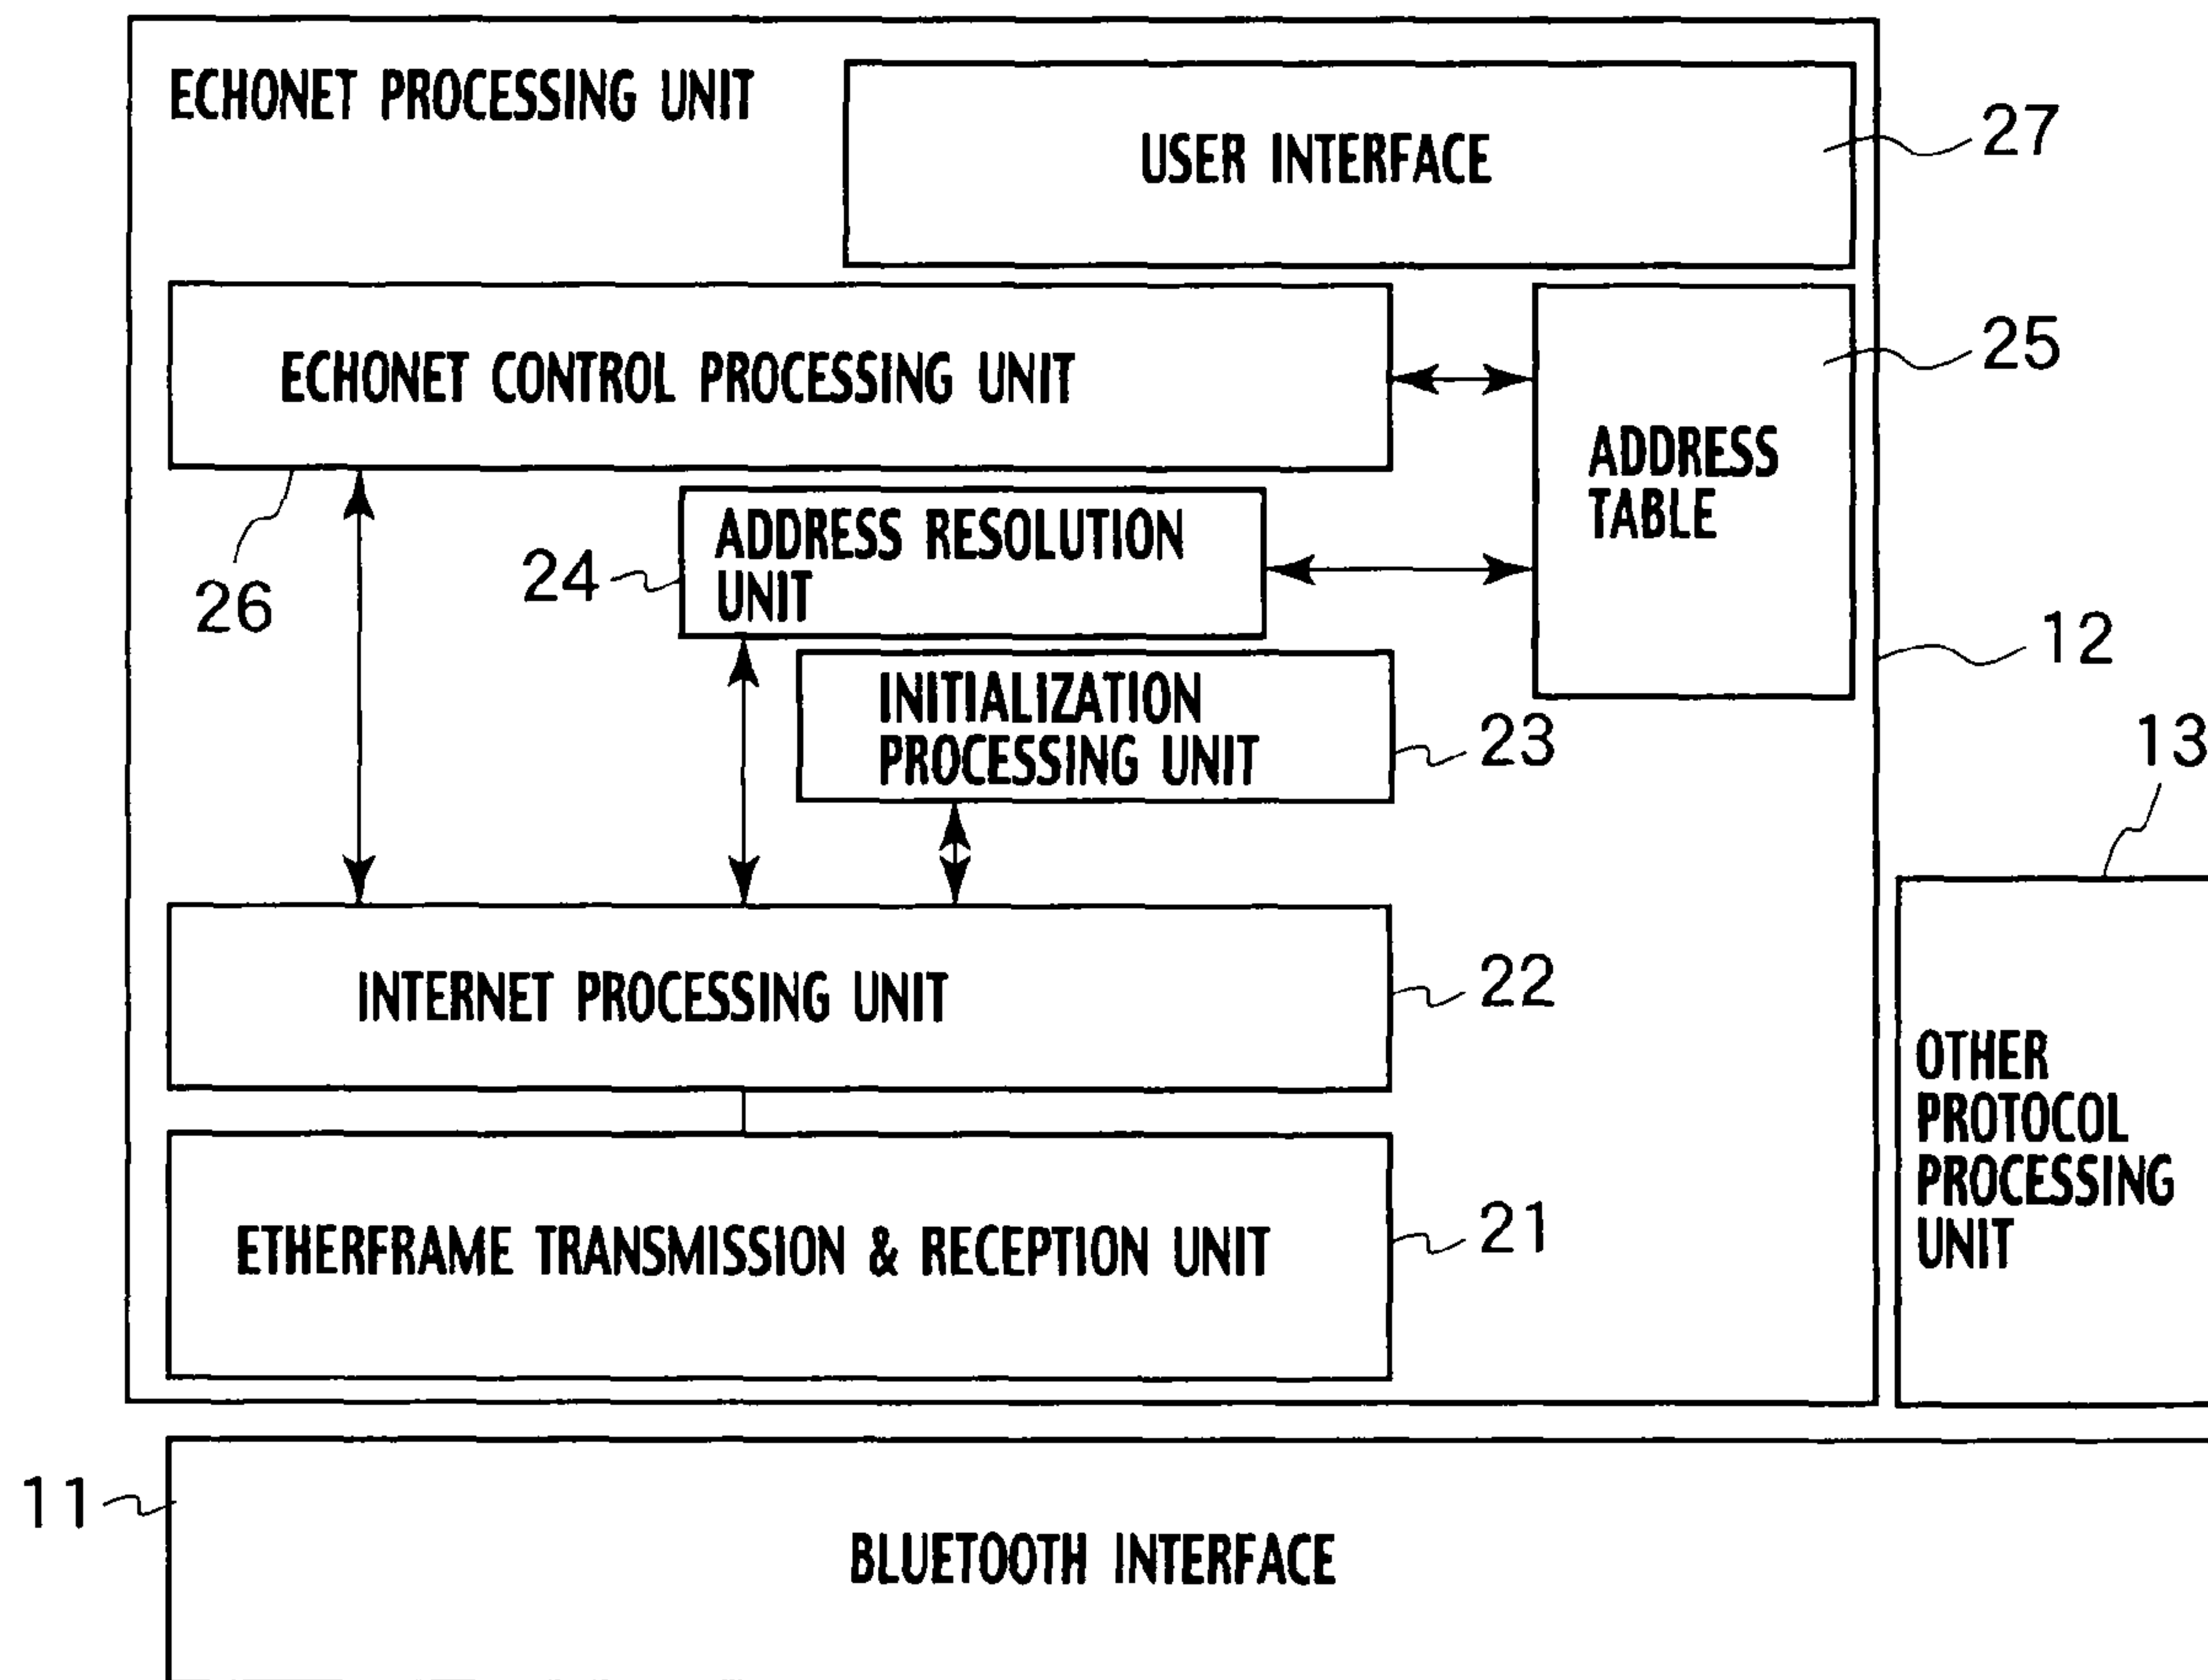 ECHONET PROCESSING UNIT
USER INTERFACE
27
ECHONET CONTROL PROCESSING UNIT
25
ADDRESS
TABLE
26
24
ADDRESS RESOLUTION
UNIT
12
INITIALIZATION
PROCESSING UNIT
23
13
INTERNET PROCESSING UNIT
22
OTHER
PROTOCOL
PROCESSING
UNIT
ETHERFRAME TRANSMISSION & RECEPTION UNIT
21
11
BLUETOOTH INTERFACE